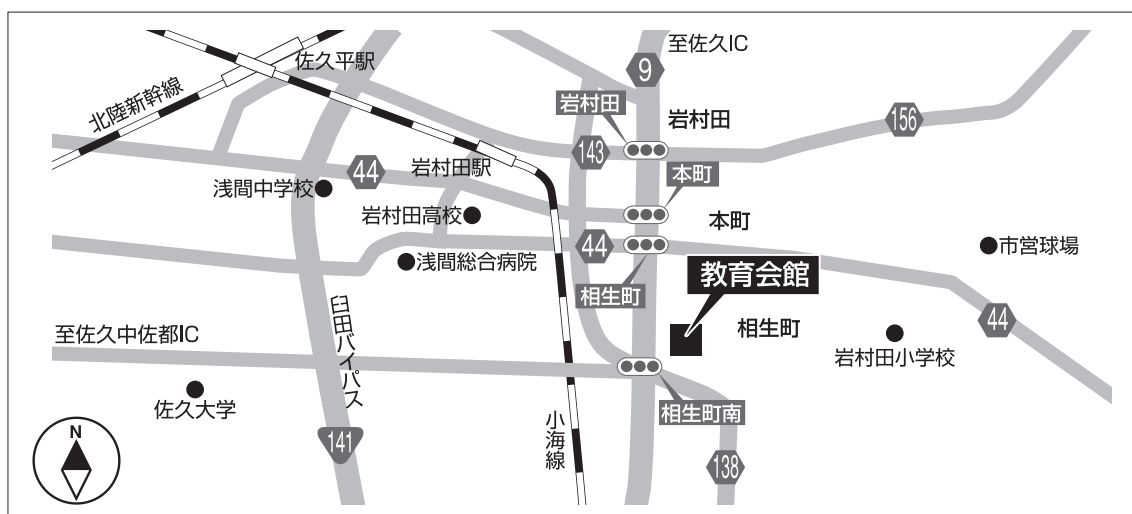 至佐久IC
佐久平駅
9
北陸新幹線
岩村田
岩村田
156
143
岩村田駅
本町
44
浅間中学校
岩村田高校
本町
44
市営球場
浅間総合病院
教育会館
相生町
相生町
44
臼田バイパス
至佐久中佐都IC
岩村田小学校
佐久大学
相生町南
小海線
N
141
138